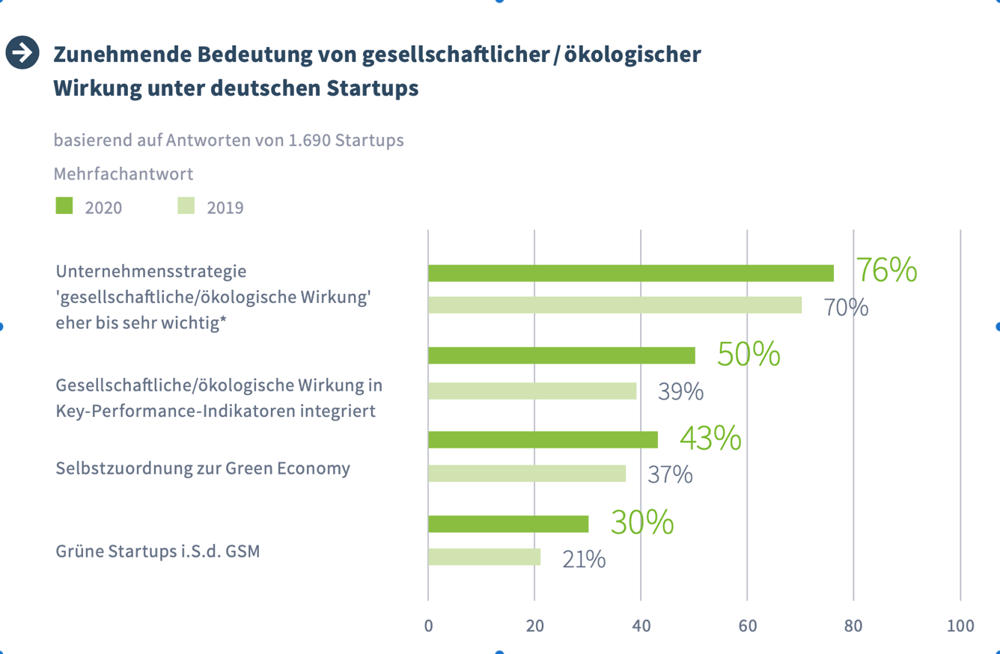 Zunehmende Bedeutung von gesellschaftlicher / ökologischer
Wirkung unter deutschen Startups
basierend auf Antworten von 1.690 Startups
Mehrfachantwort
2020 2019
Unternehmensstrategie
'gesellschaftliche/ökologische Wirkung'
eher bis sehr wichtig*
76%
70%
Gesellschaftliche/ökologische Wirkung in
Key-Performance-Indikatoren integriert
50%
39%
Selbstzuordnung zur Green Economy
43%
37%
Grüne Startups i.S.d. GSM
30%
21%
0 20 40 60 80 100